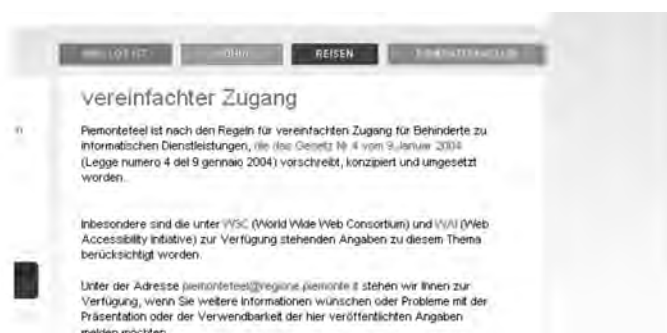 REISEN
vereinfachter Zugang
n
Piemontefeel ist nach den Regeln für vereinfachten Zugang für Behinderte zu
informatischen Dienstleistungen, die das Gesetz Nr. 4 vom 9. Januar 2004
(Legge numero 4 del 9 gennaio 2004) vorschreibt, konzipiert und umgesetzt
worden.
Inbesondere sind die unter W3C (World Wide Web Consortium) und WAI (Web
Accessibility Initiative) zur Verfügung stehenden Angaben zu diesem Thema
berücksichtigt worden.
Unter der Adresse piemontefeel@regione.piemonte.it stehen wir Ihnen zur
Verfügung, wenn Sie weitere Informationen wünschen oder Probleme mit der
Präsentation oder der Verwendbarkeit der hier veröffentlichten Angaben
melden möchten